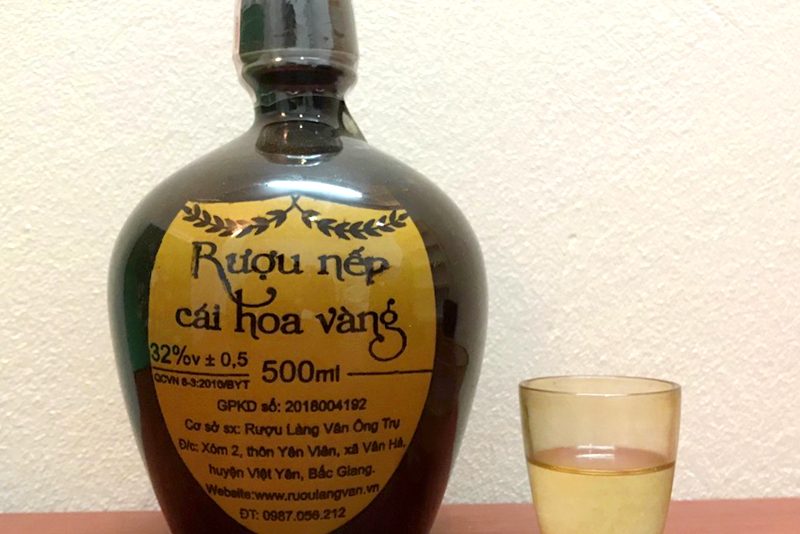 Rượu nếp
cái hoa vàng
32%v ± 0,5
QCVN 6-3:2010/BYT
500ml
GPKD số: 2018004192
Cơ sở sx: Rượu Làng Vân Ông Trụ
Đ/c: Xóm 2, thôn Yên Viên, xã Vân Hà,
huyện Việt Yên, Bắc Giang.
Website:www.ruoulangvan.vn
ĐT: 0987.056.212